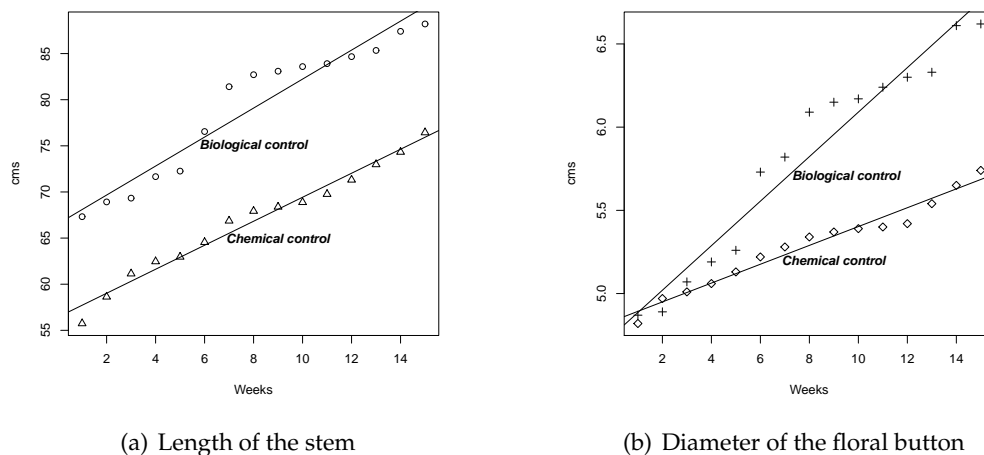 85
80
75
70
65
60
55
cms
Biological control
Chemical control
2 4 6 8 10 12 14
Weeks
(a) Length of the stem
6.5
6.0
5.5
5.0
cms
Biological control
Chemical control
2 4 6 8 10 12 14
Weeks
(b) Diameter of the floral button